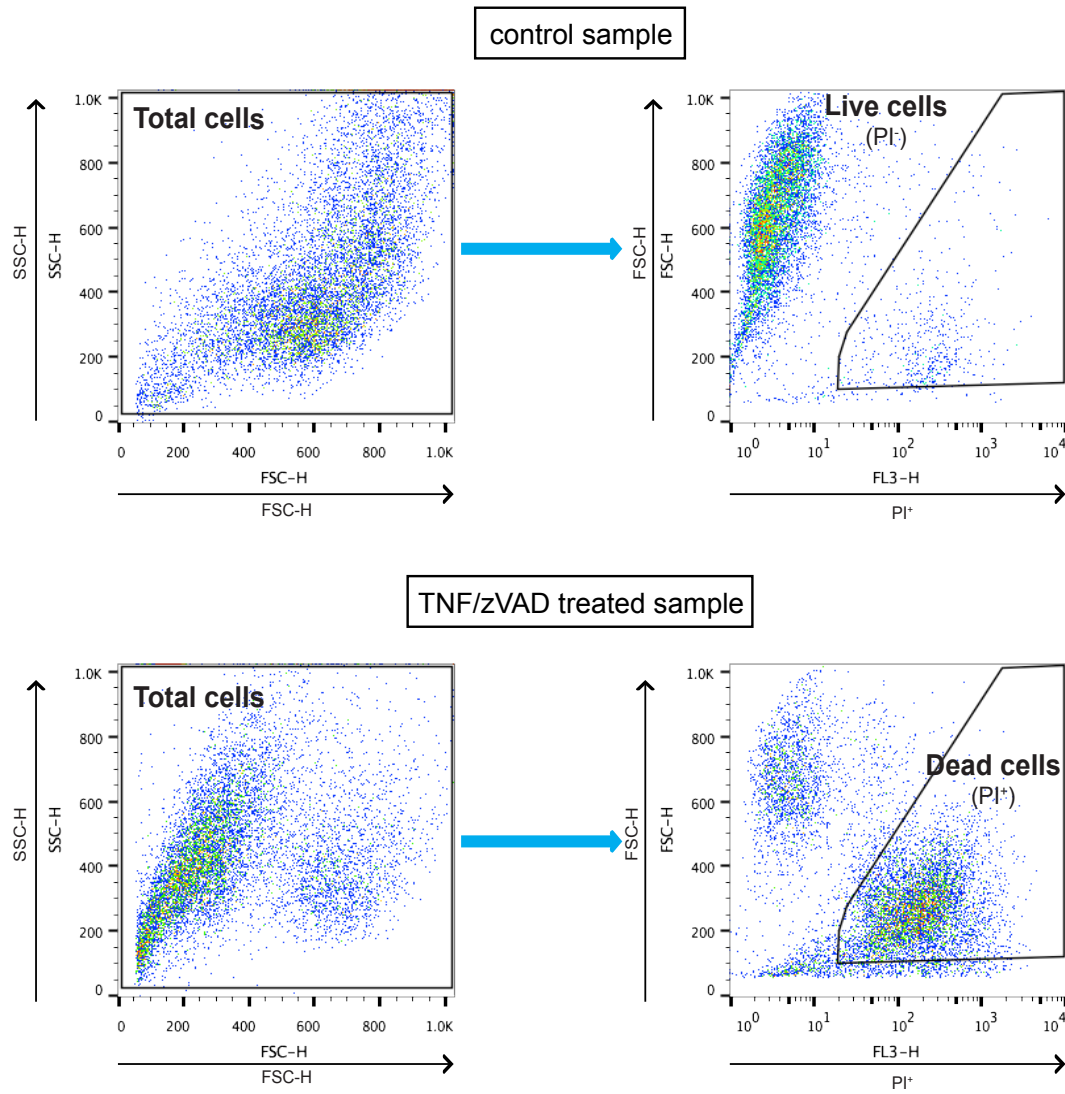 control sample
Total cells
SSC-H
SSC-H
1.0K
800
600
400
200
0
0 200 400 600 800 1.0K
FSC-H
FSC-H
Live cells
(PI⁻)
FSC-H
FSC-H
1.0K
800
600
400
200
0
10⁰ 10¹ 10² 10³ 10⁴
FL3-H
PI⁺
TNF/zVAD treated sample
Total cells
SSC-H
SSC-H
1.0K
800
600
400
200
0
0 200 400 600 800 1.0K
FSC-H
FSC-H
Dead cells
(PI⁺)
FSC-H
FSC-H
1.0K
800
600
400
200
0
10⁰ 10¹ 10² 10³ 10⁴
FL3-H
PI⁺